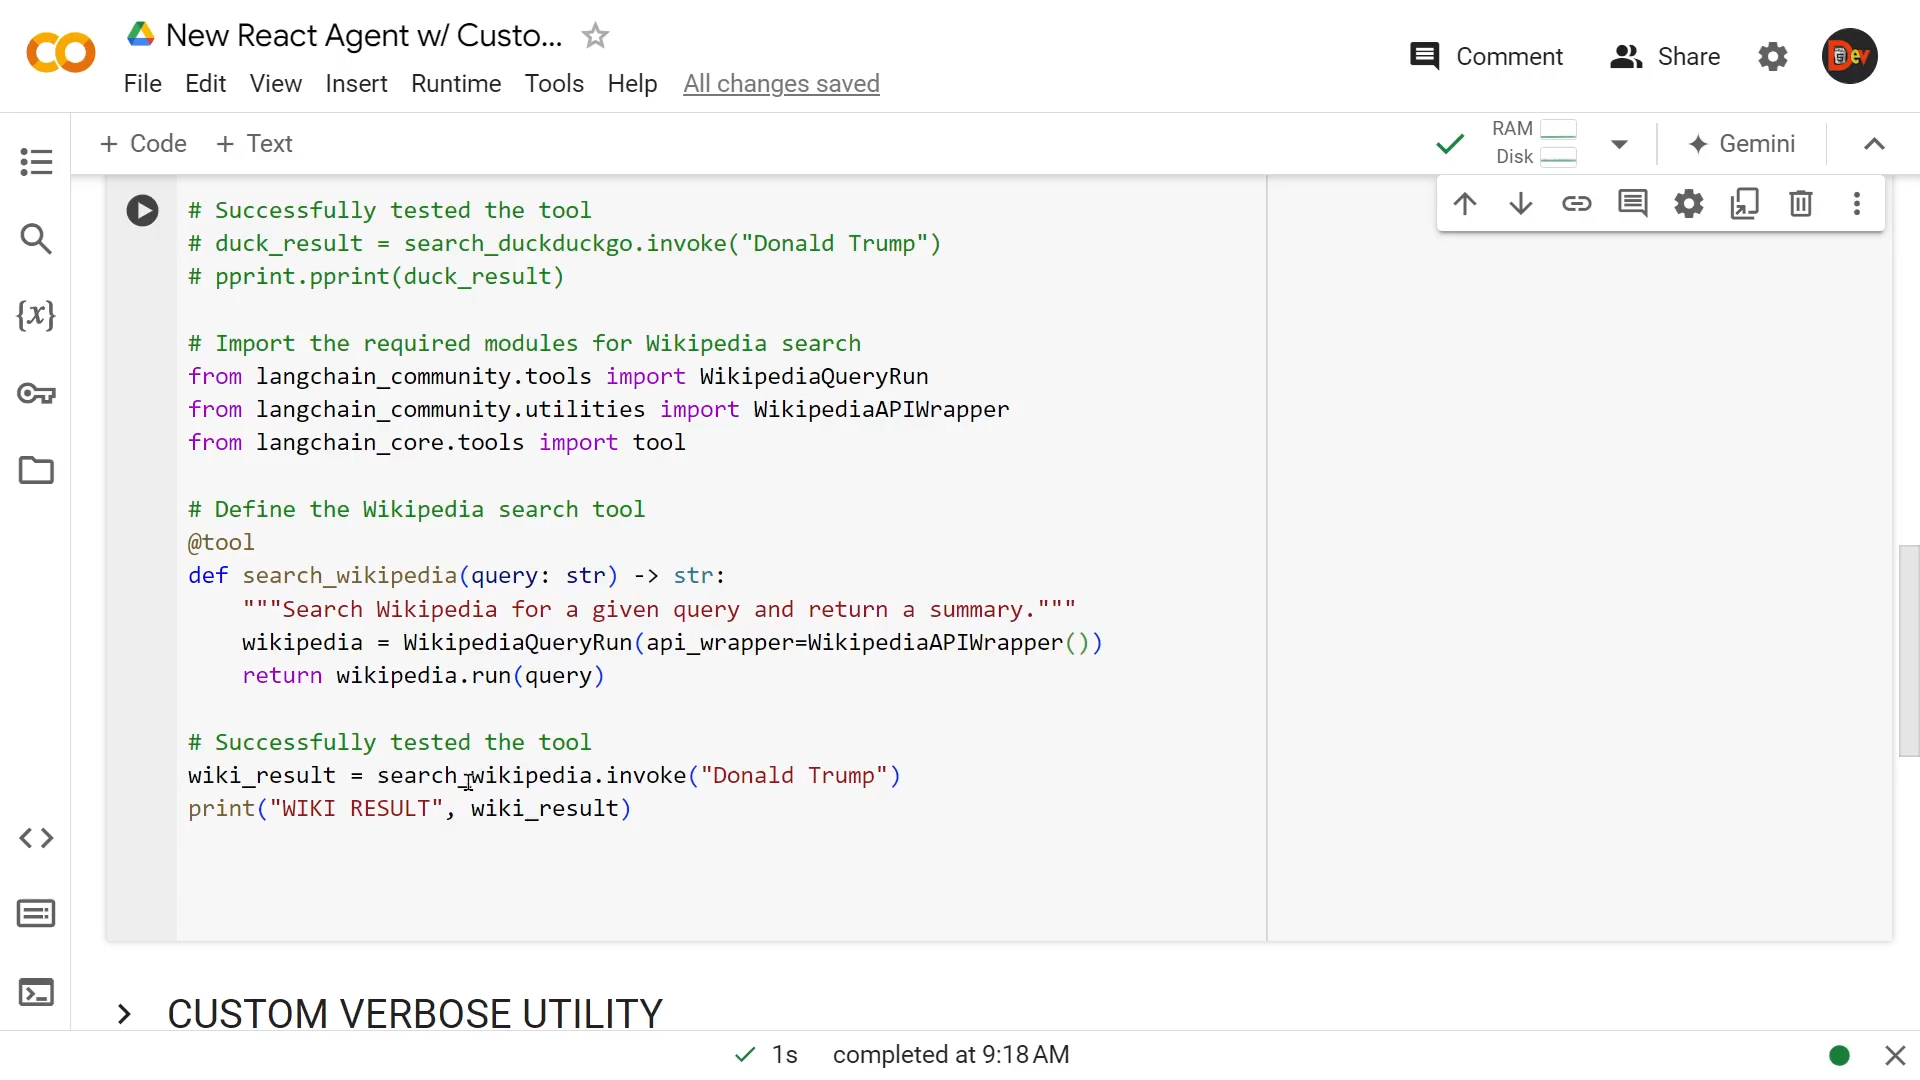 New React Agent w/ Custo...
File Edit View Insert Runtime Tools Help All changes saved
Comment
Share
Dev
+ Code + Text
RAM
Disk
Gemini
# Successfully tested the tool
# duck_result = search_duckduckgo.invoke("Donald Trump")
# pprint.pprint(duck_result)
# Import the required modules for Wikipedia search
from langchain_community.tools import WikipediaQueryRun
from langchain_community.utilities import WikipediaAPIWrapper
from langchain_core.tools import tool
# Define the Wikipedia search tool
@tool
def search_wikipedia(query: str) -> str:
"""Search Wikipedia for a given query and return a summary."""
wikipedia = WikipediaQueryRun(api_wrapper=WikipediaAPIWrapper())
return wikipedia.run(query)
# Successfully tested the tool
wiki_result = search_wikipedia.invoke("Donald Trump")
print("WIKI RESULT", wiki_result)
CUSTOM VERBOSE UTILITY
1s completed at 9:18 AM